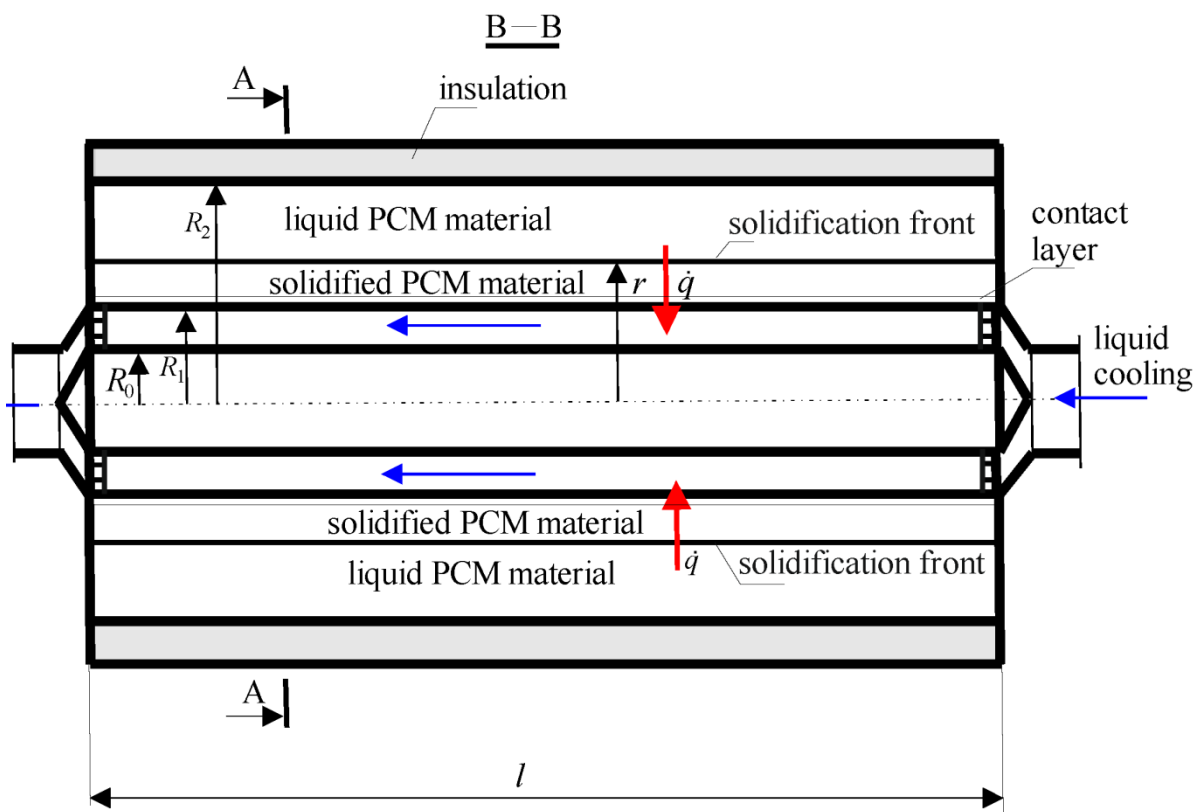 B—B
A
insulation
R₂
liquid PCM material
solidification front
contact
layer
solidified PCM material
r
q̇
R₁
R₀
liquid
cooling
solidified PCM material
liquid PCM material
q̇
solidification front
A
l